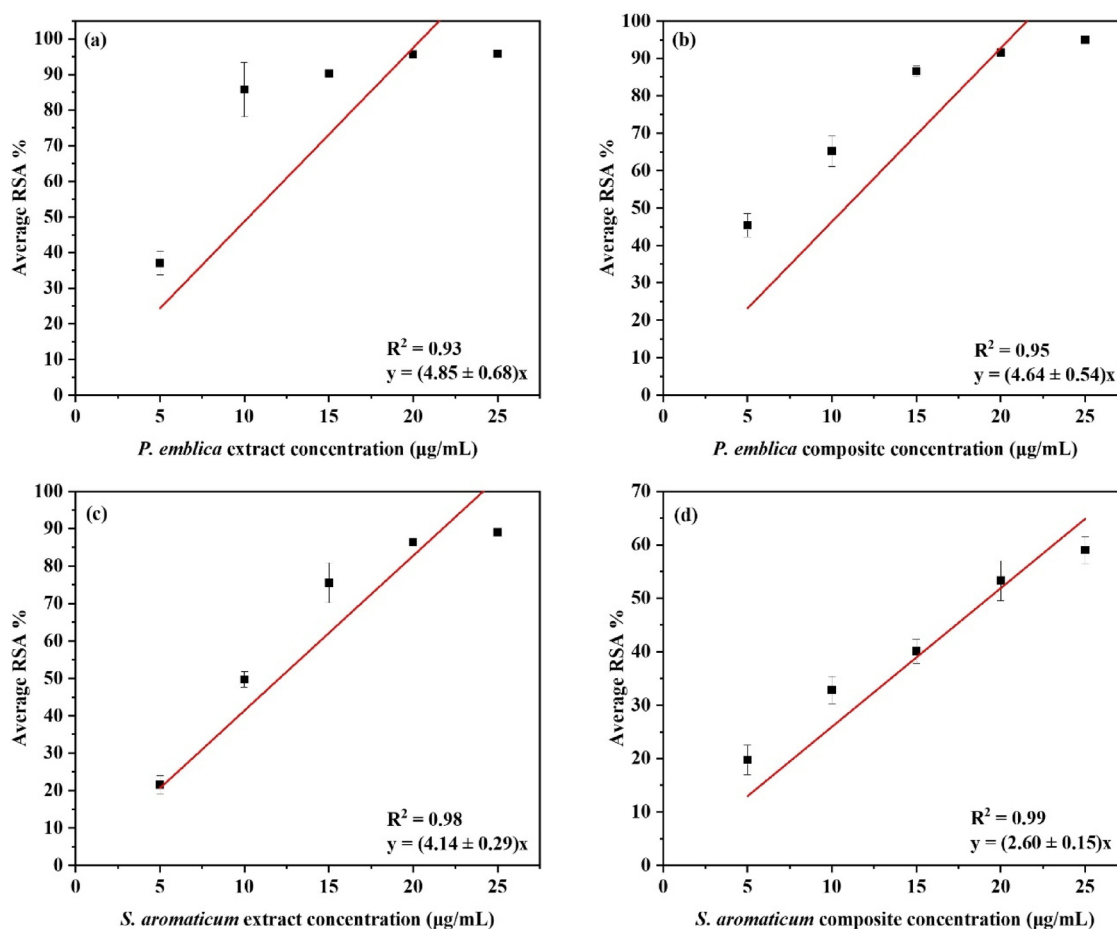 (a)
100
90
80
70
60
50
40
30
20
10
0
Average RSA %
R² = 0.93
y = (4.85 ± 0.68)x
0 5 10 15 20 25
P. emblica extract concentration (µg/mL)
(b)
100
90
80
70
60
50
40
30
20
10
0
Average RSA %
R² = 0.95
y = (4.64 ± 0.54)x
0 5 10 15 20 25
P. emblica composite concentration (µg/mL)
(c)
100
90
80
70
60
50
40
30
20
10
0
Average RSA %
R² = 0.98
y = (4.14 ± 0.29)x
0 5 10 15 20 25
S. aromaticum extract concentration (µg/mL)
(d)
70
60
50
40
30
20
10
0
Average RSA %
R² = 0.99
y = (2.60 ± 0.15)x
0 5 10 15 20 25
S. aromaticum composite concentration (µg/mL)